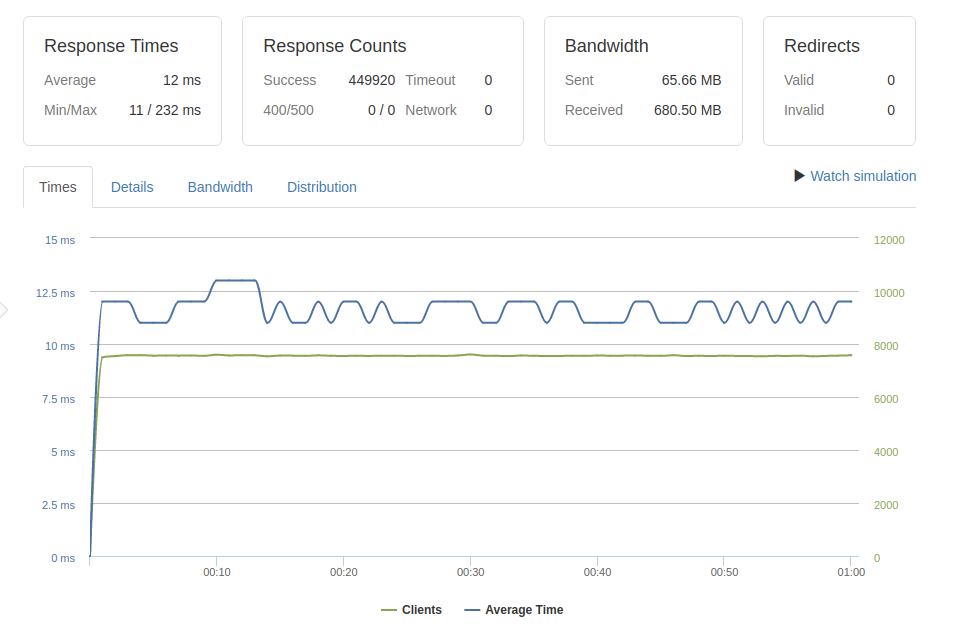 Response Times
Average 12 ms
Min/Max 11 / 232 ms
Response Counts
Success 449920 Timeout 0
400/500 0 / 0 Network 0
Bandwidth
Sent 65.66 MB
Received 680.50 MB
Redirects
Valid 0
Invalid 0
Times Details Bandwidth Distribution
Watch simulation
15 ms 12000
12.5 ms 10000
10 ms 8000
7.5 ms 6000
5 ms 4000
2.5 ms 2000
0 ms 0
00:10 00:20 00:30 00:40 00:50 01:00
Clients Average Time